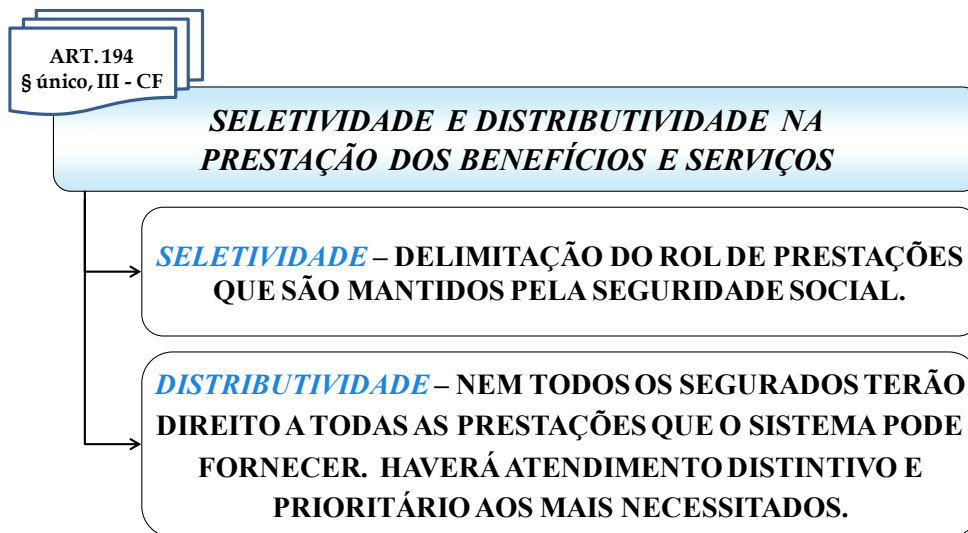 ART. 194
§ único, III - CF
SELETIVIDADE E DISTRIBUTIVIDADE NA
PRESTAÇÃO DOS BENEFÍCIOS E SERVIÇOS
SELETIVIDADE – DELIMITAÇÃO DO ROL DE PRESTAÇÕES
QUE SÃO MANTIDOS PELA SEGURIDADE SOCIAL.
DISTRIBUTIVIDADE – NEM TODOS OS SEGURADOS TERÃO
DIREITO A TODAS AS PRESTAÇÕES QUE O SISTEMA PODE
FORNECER. HAVERÁ ATENDIMENTO DISTINTIVO E
PRIORITÁRIO AOS MAIS NECESSITADOS.